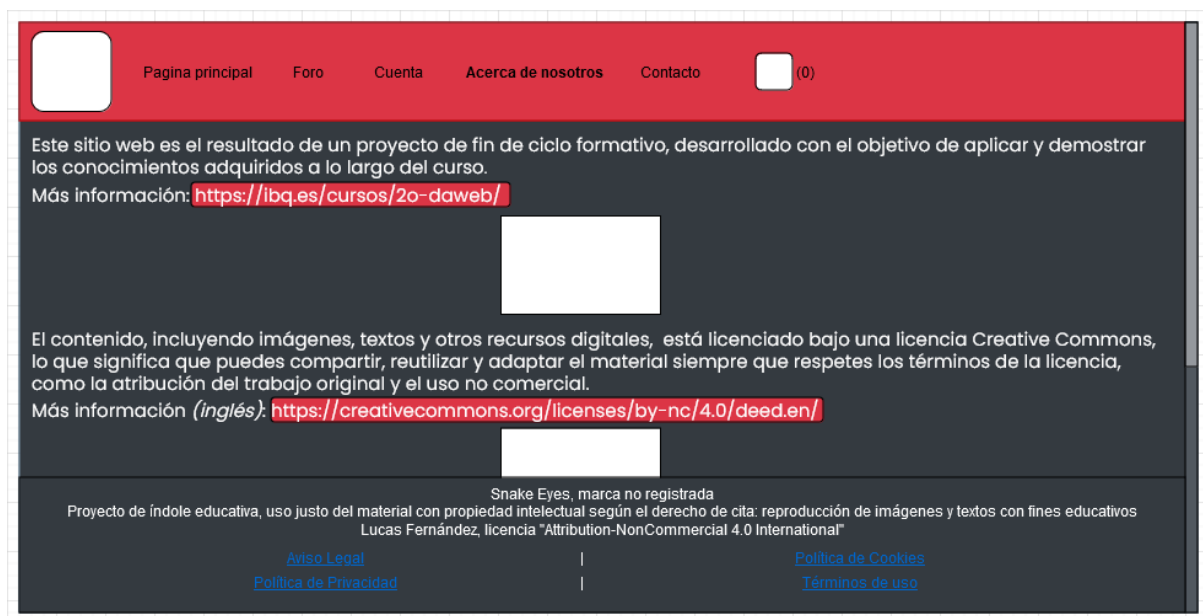 Pagina principal Foro Cuenta Acerca de nosotros Contacto (0)
Este sitio web es el resultado de un proyecto de fin de ciclo formativo, desarrollado con el objetivo de aplicar y demostrar
los conocimientos adquiridos a lo largo del curso.
Más información: https://ibq.es/cursos/2o-daweb/
El contenido, incluyendo imágenes, textos y otros recursos digitales, está licenciado bajo una licencia Creative Commons,
lo que significa que puedes compartir, reutilizar y adaptar el material siempre que respetes los términos de la licencia,
como la atribución del trabajo original y el uso no comercial.
Más información (inglés): https://creativecommons.org/licenses/by-nc/4.0/deed.en/
Snake Eyes, marca no registrada
Proyecto de índole educativa, uso justo del material con propiedad intelectual según el derecho de cita: reproducción de imágenes y textos con fines educativos
Lucas Fernández, licencia "Attribution-NonCommercial 4.0 International"
Aviso Legal | Política de Cookies
Política de Privacidad | Términos de uso